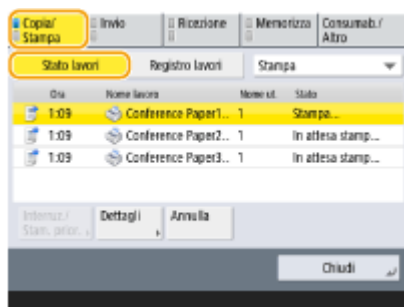 Copia/
Stampa
Invio
Ricezione
Memorizza
Consumab./
Altro
Stato lavori
Registro lavori
Stampa
Ora Nome lavoro Nome ut. Stato
1:09 Conference Paper1... 1 Stampa...
1:09 Conference Paper2... 1 In attesa stamp...
1:09 Conference Paper3... 1 In attesa stamp...
Interruz./
Stam. prior.
Dettagli
Annulla
Chiudi